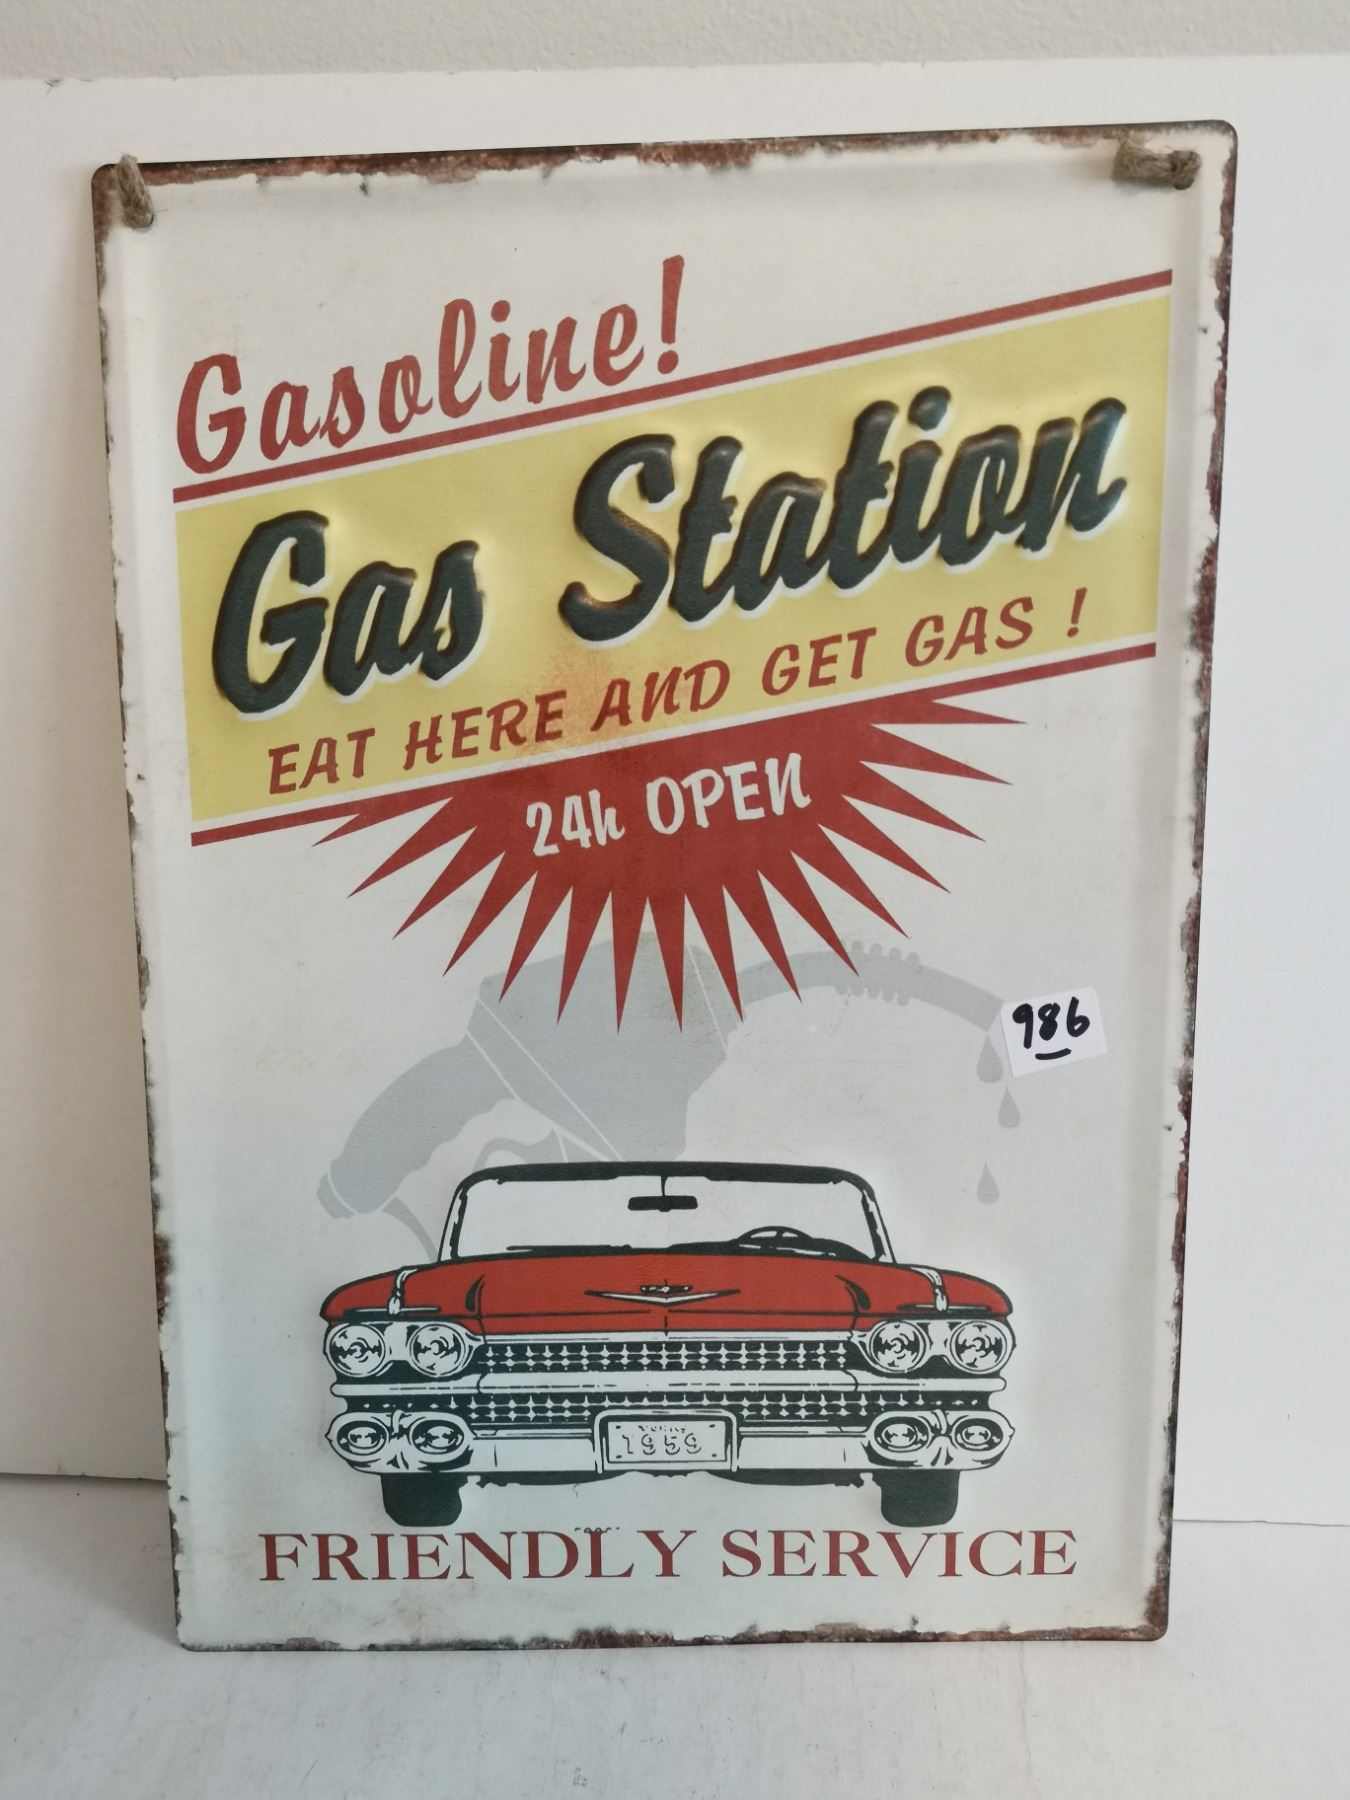 Gasoline!
Gas Station
EAT HERE AND GET GAS !
24h OPEN
986
1959
FRIENDLY SERVICE